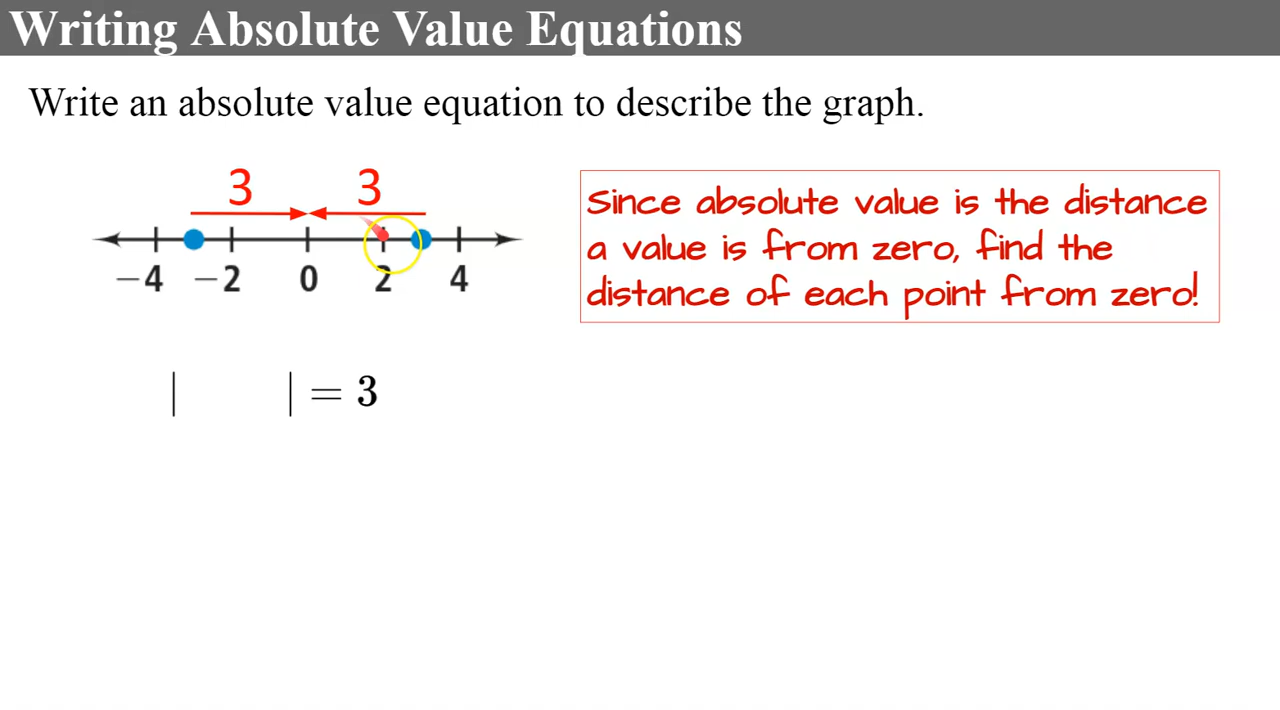 Writing Absolute Value Equations
Write an absolute value equation to describe the graph.
3 3
−4 −2 0 2 4
Since absolute value is the distance
a value is from zero, find the
distance of each point from zero!
| | = 3